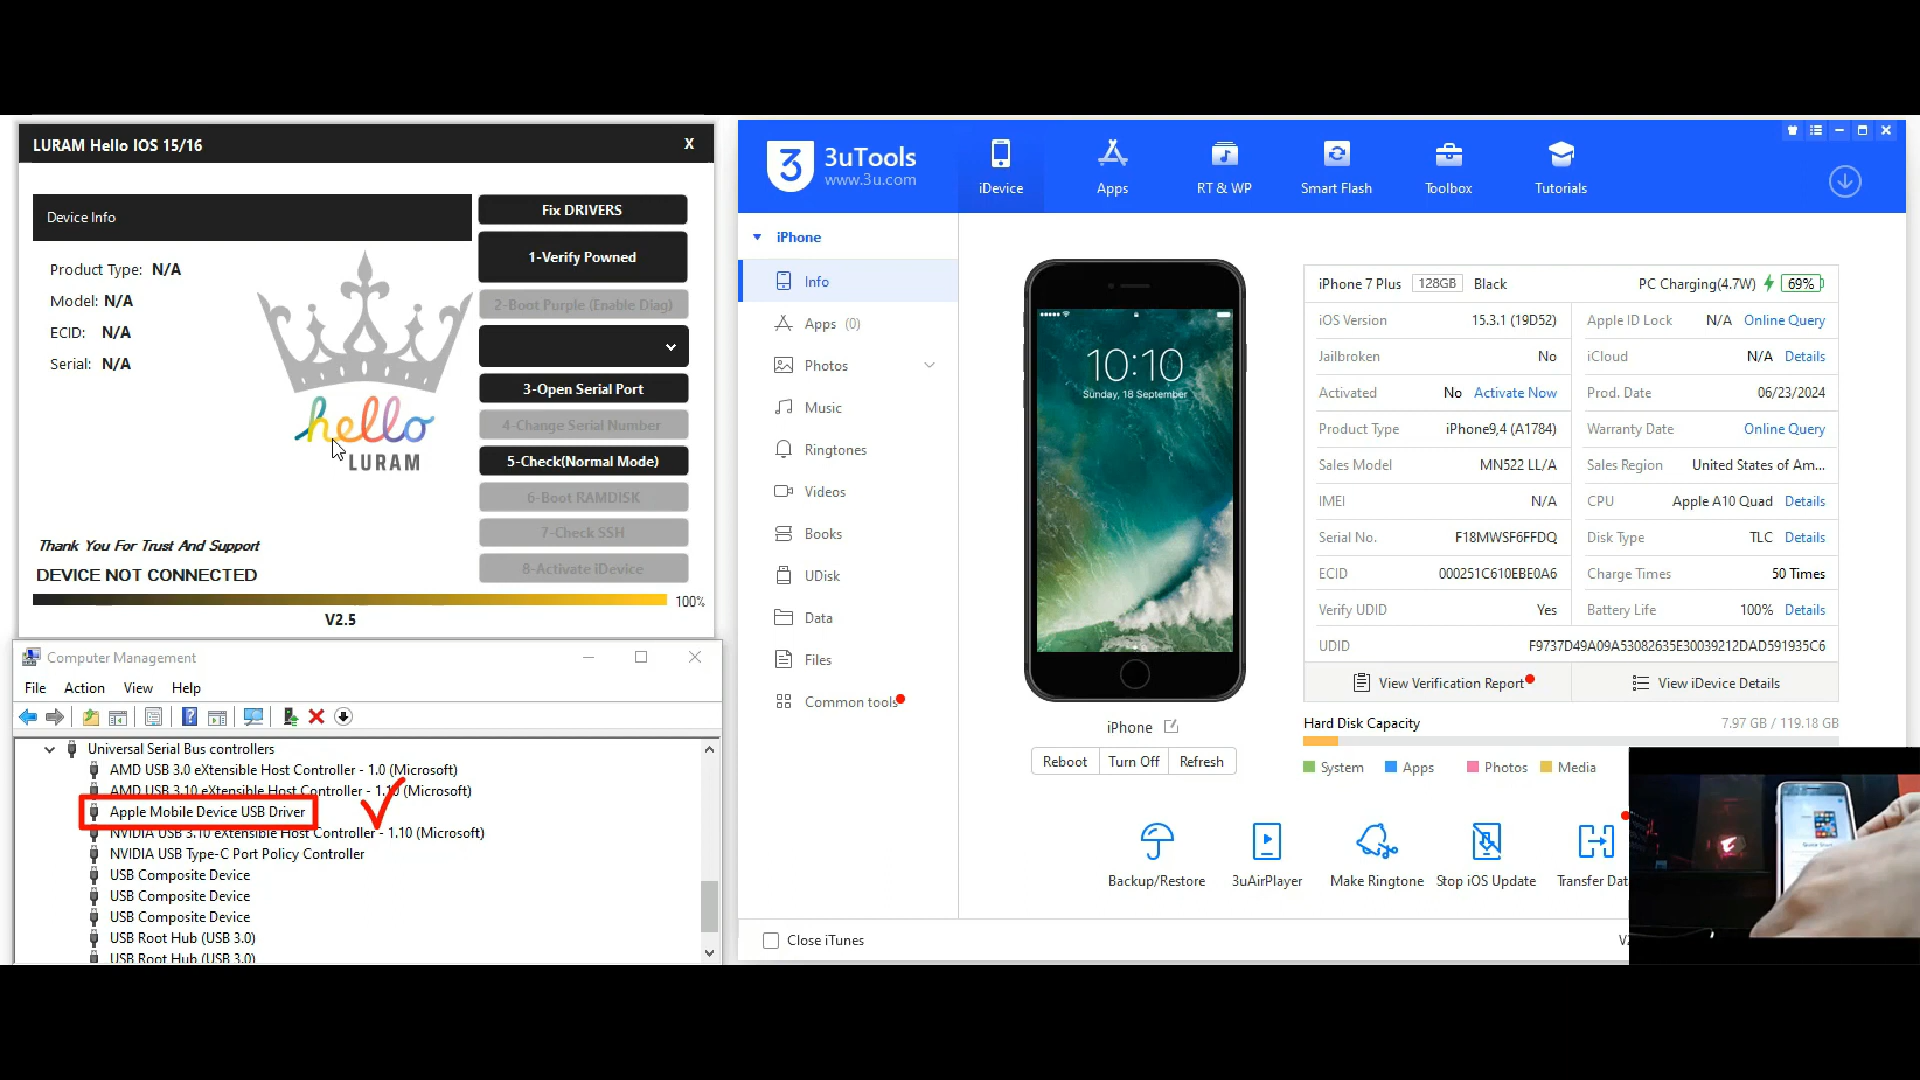 LURAM Hello IOS 15/16
X
Device Info
Product Type: N/A
Model: N/A
ECID: N/A
Serial: N/A
hello
LURAM
Fix DRIVERS
1-Verify Powned
2-Boot Purple (Enable Diag)
3-Open Serial Port
4-Change Serial Number
5-Check(Normal Mode)
6-Boot RAMDISK
7-Check SSH
8-Activate iDevice
Thank You For Trust And Support
DEVICE NOT CONNECTED
100%
V2.5
Computer Management
File Action View Help
Universal Serial Bus controllers
AMD USB 3.0 eXtensible Host Controller - 1.0 (Microsoft)
AMD USB 3.10 eXtensible Host Controller - 1.10 (Microsoft)
Apple Mobile Device USB Driver
NVIDIA USB 3.10 eXtensible Host Controller - 1.10 (Microsoft)
NVIDIA USB Type-C Port Policy Controller
USB Composite Device
USB Composite Device
USB Composite Device
USB Root Hub (USB 3.0)
USB Root Hub (USB 3.0)
3 3uTools
www.3u.com
iDevice
Apps
RT & WP
Smart Flash
Toolbox
Tutorials
iPhone
Info
Apps (0)
Photos
Music
Ringtones
Videos
Books
UDisk
Data
Files
Common tools
10:10
Sunday, 18 September
iPhone
Reboot Turn Off Refresh
iPhone 7 Plus 128GB Black PC Charging(4.7W) 69%
iOS Version 15.3.1 (19D52) Apple ID Lock N/A Online Query
Jailbroken No iCloud N/A Details
Activated No Activate Now Prod. Date 06/23/2024
Product Type iPhone9,4 (A1784) Warranty Date Online Query
Sales Model MN522 LL/A Sales Region United States of Am...
IMEI N/A CPU Apple A10 Quad Details
Serial No. F18MWSF6FFDQ Disk Type TLC Details
ECID 000251C610EBE0A6 Charge Times 50 Times
Verify UDID Yes Battery Life 100% Details
UDID F9737D49A09A53082635E30039212DAD591935C6
View Verification Report View iDevice Details
Hard Disk Capacity 7.97 GB / 119.18 GB
System Apps Photos Media
Backup/Restore 3uAirPlayer Make Ringtone Stop iOS Update Transfer Dat
Close iTunes
Quick Start